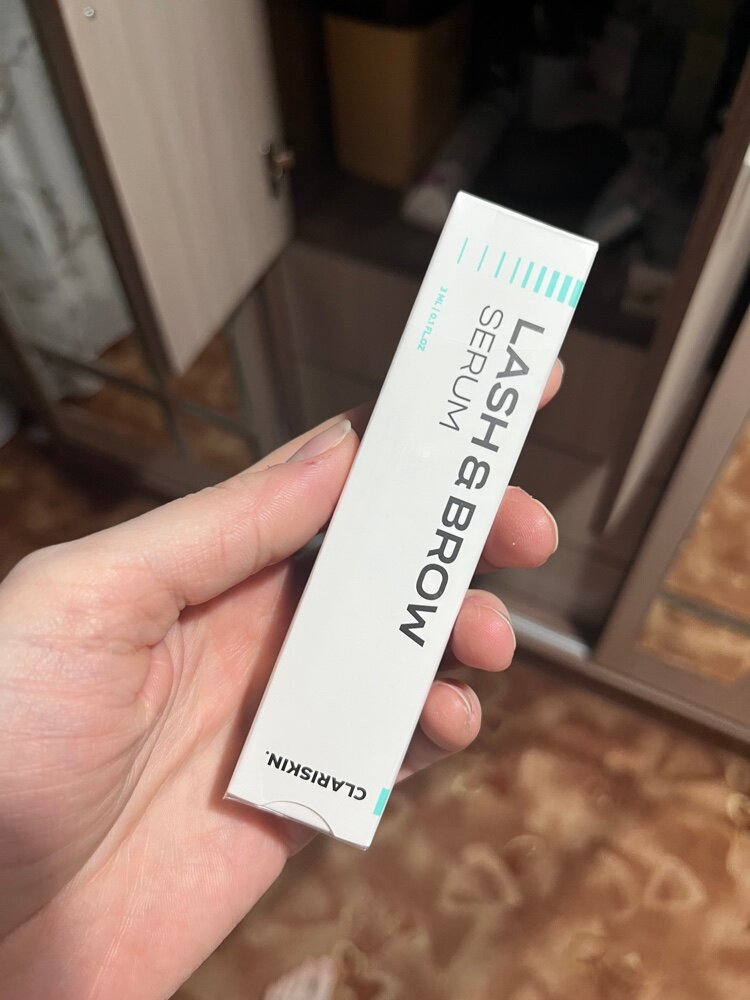 LASH & BROW
SERUM
3 ML | 0.1 FL.OZ
CLARISKIN.